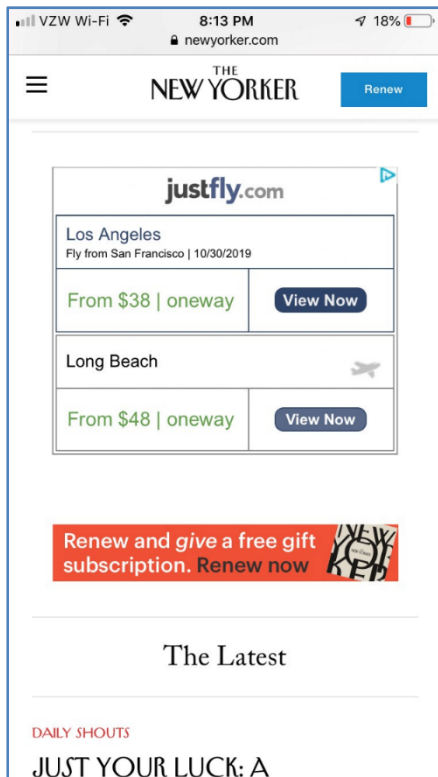 VZW Wi-Fi 8:13 PM 18%
newyorker.com
THE
NEW YORKER
Renew
justfly.com
Los Angeles
Fly from San Francisco | 10/30/2019
From $38 | oneway View Now
Long Beach
From $48 | oneway View Now
Renew and give a free gift
subscription. Renew now
The Latest
DAILY SHOUTS
JUST YOUR LUCK: A